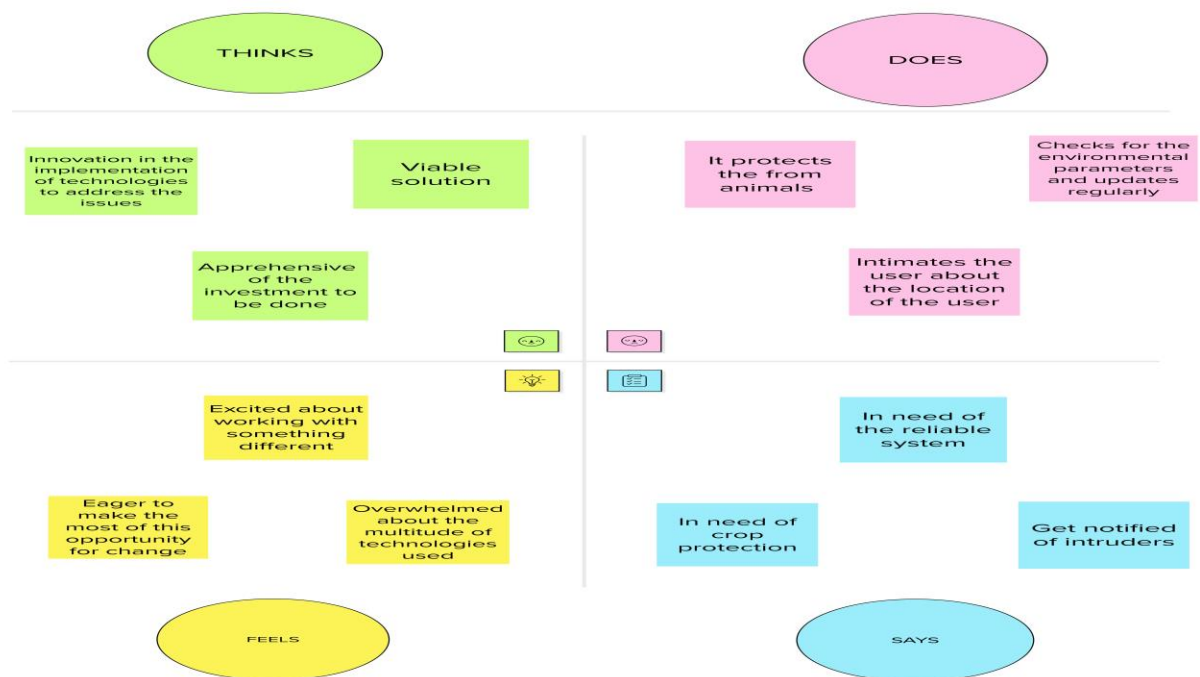 THINKS
DOES
Innovation in the
implementation
of technologies
to address the
issues
Viable
solution
Apprehensive
of the
investment to
be done
It protects
the from
animals
Checks for the
environmental
parameters
and updates
regularly
Intimates the
user about
the location
of the user
Excited about
working with
something
different
Eager to
make the
most of this
opportunity
for change
Overwhelmed
about the
multitude of
technologies
used
In need of
the reliable
system
In need of
crop
protection
Get notified
of intruders
FEELS
SAYS